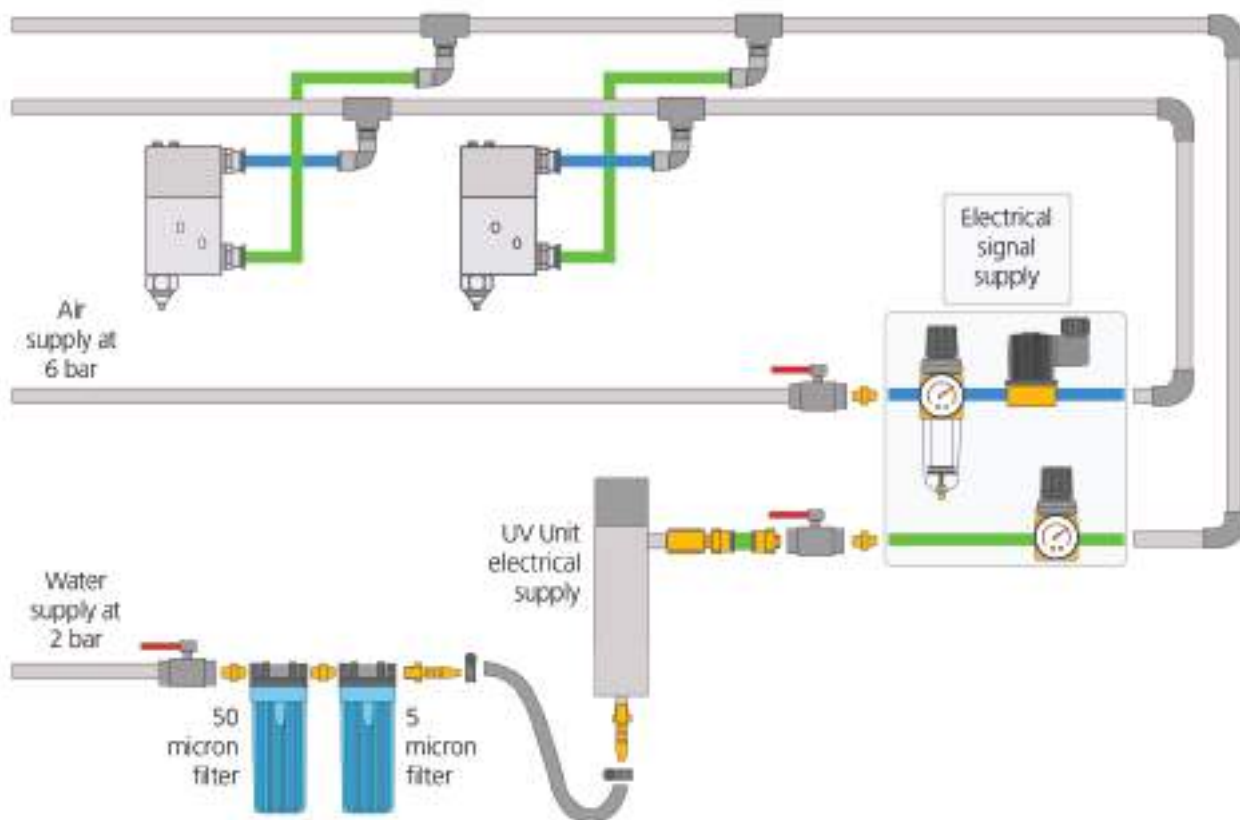 Electrical
signal
supply
Air
supply at
6 bar
UV Unit
electrical
supply
Water
supply at
2 bar
50
micron
filter
5
micron
filter